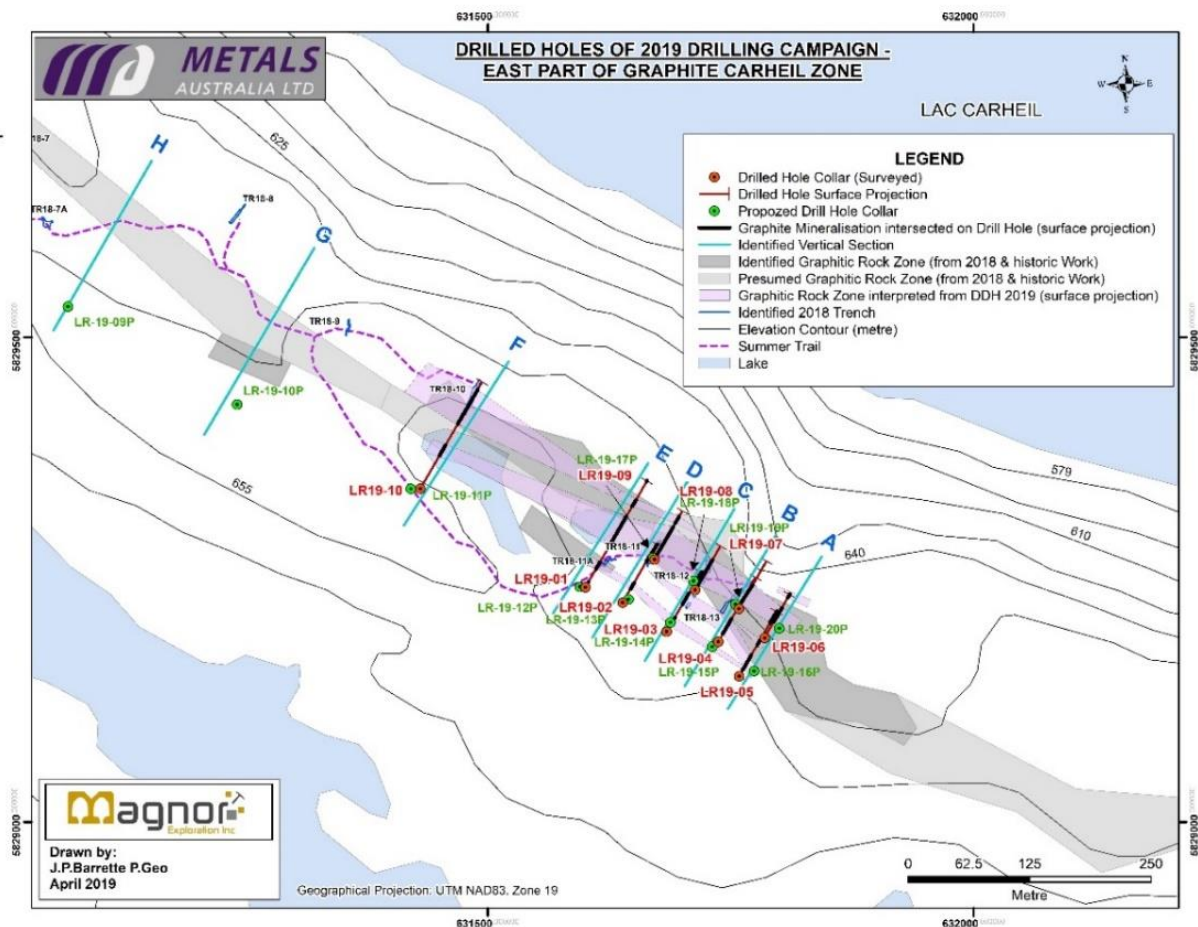 631500
632000
METALS
AUSTRALIA LTD
DRILLED HOLES OF 2019 DRILLING CAMPAIGN -
EAST PART OF GRAPHITE CARHEIL ZONE
N
W
E
S
LAC CARHEIL
LEGEND
Drilled Hole Collar (Surveyed)
Drilled Hole Surface Projection
Propozed Drill Hole Collar
Graphite Mineralisation intersected on Drill Hole (surface projection)
Identified Vertical Section
Identified Graphitic Rock Zone (from 2018 & historic Work)
Presumed Graphitic Rock Zone (from 2018 & historic Work)
Graphitic Rock Zone interpreted from DDH 2019 (surface projection)
Identified 2018 Trench
Elevation Contour (metre)
Summer Trail
Lake
18-7
H
625
TR18-7A
TR18-8
G
LR-19-09P
TR18-9
5829500
5829500
F
TR18-10
LR-19-10P
655
579
LR19-10
LR-19-11P
LR-19-17P
E
LR19-09
D
LR19-08
LR-19-18P
C
LR-19-19P
B
LR19-07
A
610
640
TR18-11
TR18-11A
TR18-12
TR18-13
LR19-01
LR-19-12P
LR19-02
LR-19-13P
LR19-03
LR-19-14P
LR19-04
LR-19-15P
LR-19-20P
LR19-06
LR-19-16P
LR19-05
5829000
5829000
Magnor
Exploration Inc
Drawn by:
J.P.Barrette P.Geo
April 2019
Geographical Projection: UTM NAD83, Zone 19
0 62.5 125 250
Metre
631500
632000